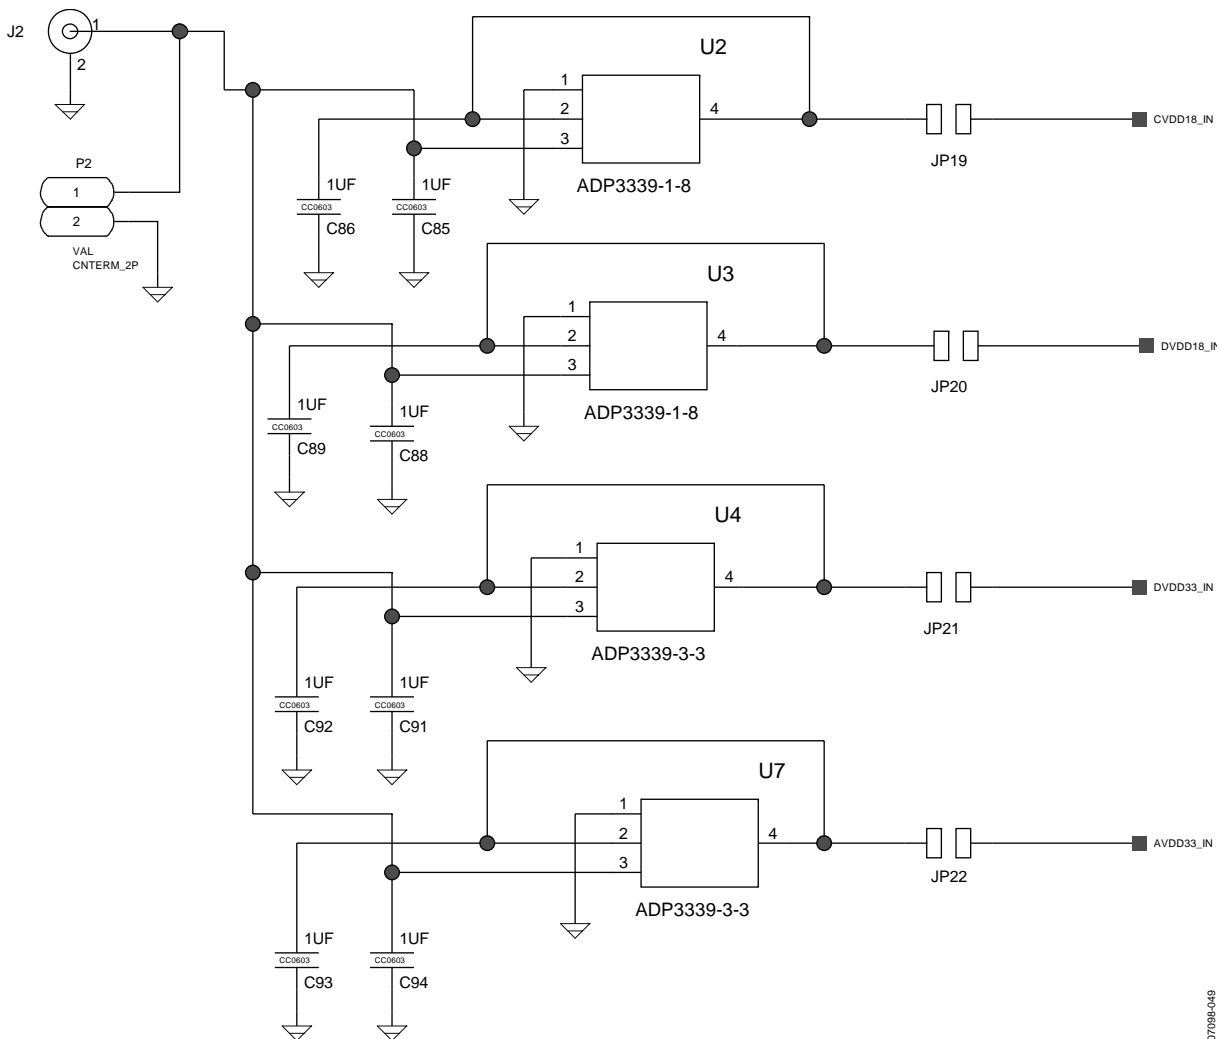 J2
1
2
P2
1
2
VAL
CNTERM_2P
U2
1
2
3
4
ADP3339-1-8
1UF
CC0603
C86
1UF
CC0603
C85
JP19
CVDD18_IN
U3
1
2
3
4
ADP3339-1-8
1UF
CC0603
C89
1UF
CC0603
C88
JP20
DVDD18_IN
U4
1
2
3
4
ADP3339-3-3
1UF
CC0603
C92
1UF
CC0603
C91
JP21
DVDD33_IN
U7
1
2
3
4
ADP3339-3-3
1UF
CC0603
C93
1UF
CC0603
C94
JP22
AVDD33_IN
07098-049